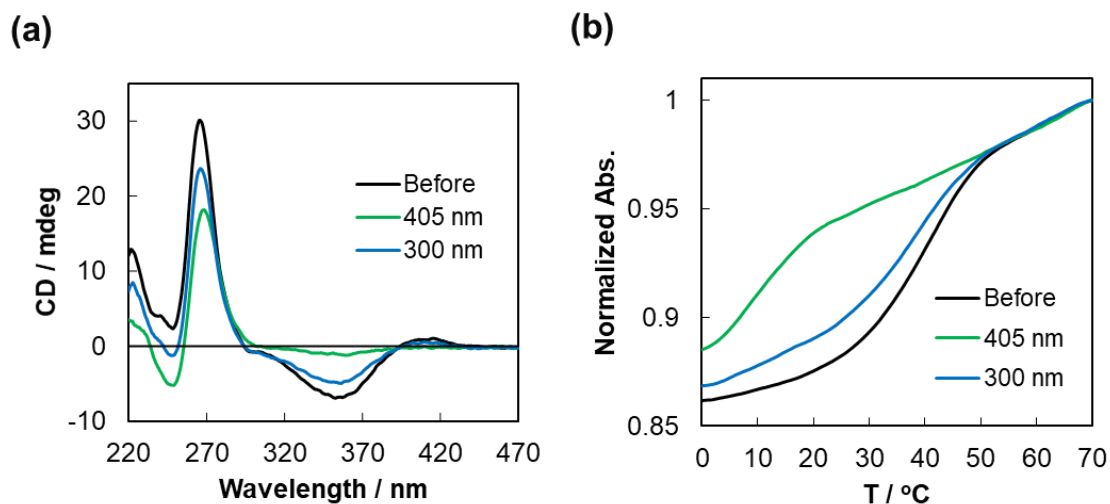 (a)
CD / mdeg
30
20
10
0
-10
220 270 320 370 420 470
Wavelength / nm
Before
405 nm
300 nm
(b)
Normalized Abs.
1
0.95
0.9
0.85
0 10 20 30 40 50 60 70
T / ºC
Before
405 nm
300 nm